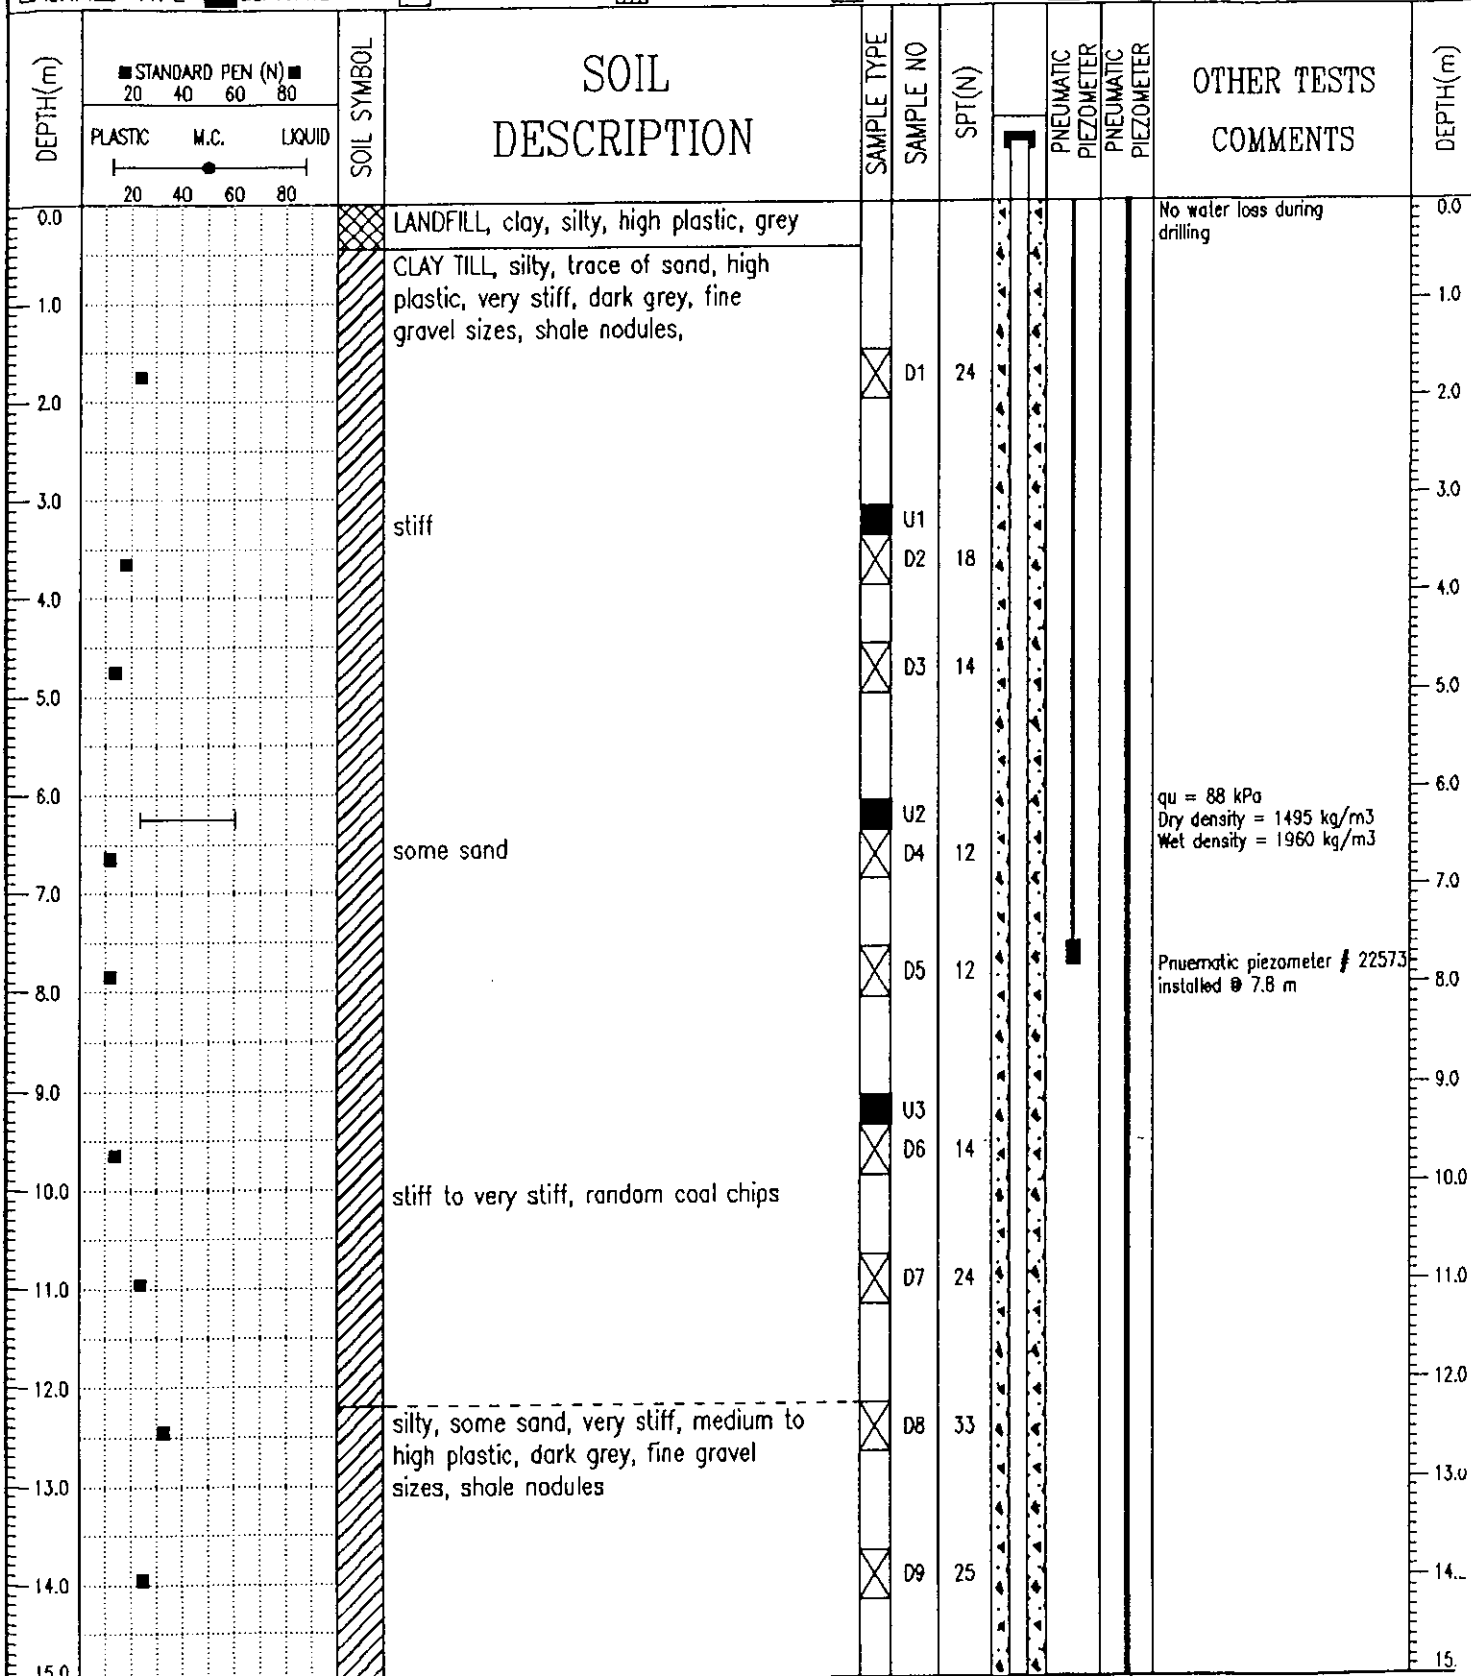 DEPTH(m)
■ STANDARD PEN (N) ■
20 40 60 80
PLASTIC M.C. LIQUID
20 40 60 80
SOIL SYMBOL
SOIL
DESCRIPTION
SAMPLE TYPE
SAMPLE NO
SPT(N)
PNEUMATIC
PIEZOMETER
PNEUMATIC
PIEZOMETER
OTHER TESTS
COMMENTS
DEPTH(m)
0.0
LANDFILL, clay, silty, high plastic, grey
No water loss during
drilling
0.0
CLAY TILL, silty, trace of sand, high
plastic, very stiff, dark grey, fine
gravel sizes, shale nodules,
1.0
1.0
D1 24
2.0
2.0
3.0
3.0
stiff
U1
D2 18
4.0
4.0
D3 14
5.0
5.0
6.0
6.0
U2
qu = 88 kPa
Dry density = 1495 kg/m3
Wet density = 1960 kg/m3
some sand
D4 12
7.0
7.0
D5 12
Pnuematic piezometer # 22573
installed @ 7.8 m
8.0
8.0
9.0
9.0
U3
D6 14
10.0
stiff to very stiff, random coal chips
10.0
D7 24
11.0
11.0
12.0
12.0
silty, some sand, very stiff, medium to
high plastic, dark grey, fine gravel
sizes, shale nodules
D8 33
13.0
13.0
D9 25
14.0
14.
15.0
15.